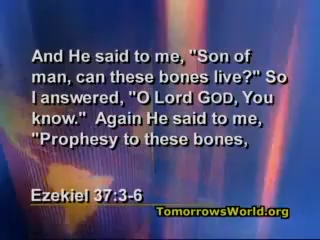 And He said to me, "Son of
man, can these bones live?" So
I answered, "O Lord GOD, You
know."  Again He said to me,
"Prophesy to these bones,
Ezekiel 37:3-6
TomorrowsWorld.org